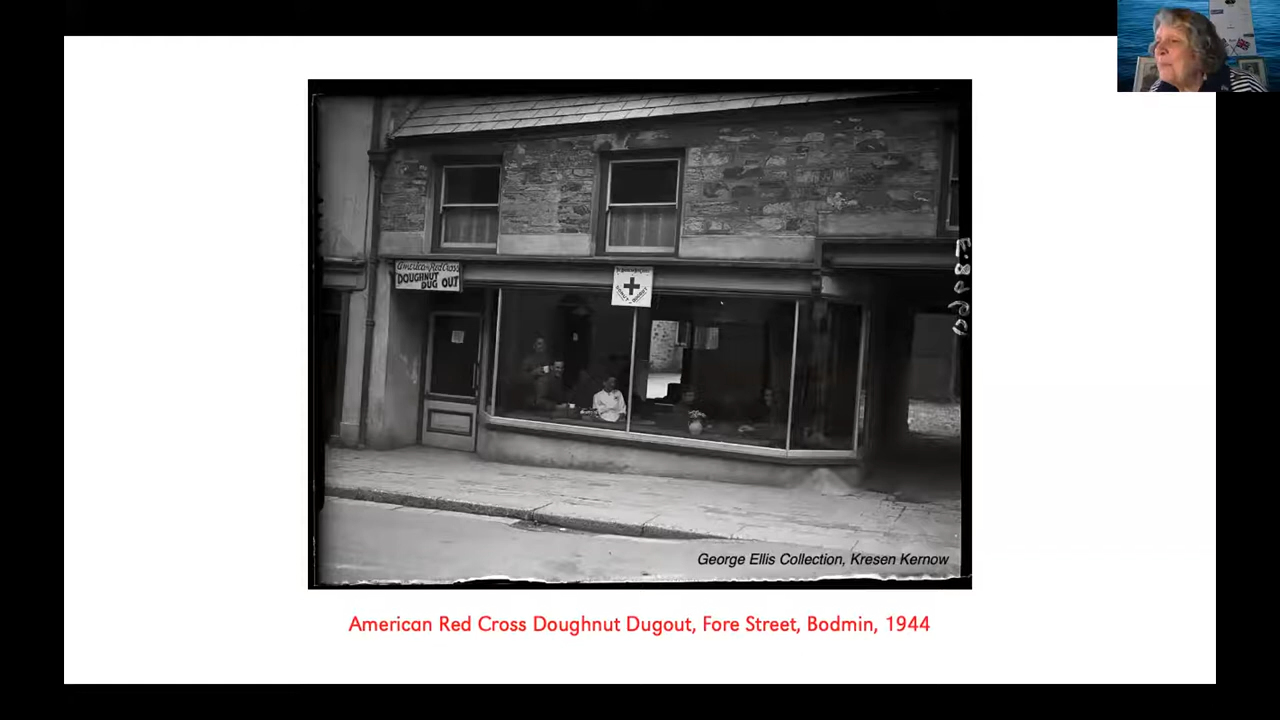 American Red Cross
DOUGHNUT
DUG OUT
George Ellis Collection, Kresen Kernow
American Red Cross Doughnut Dugout, Fore Street, Bodmin, 1944